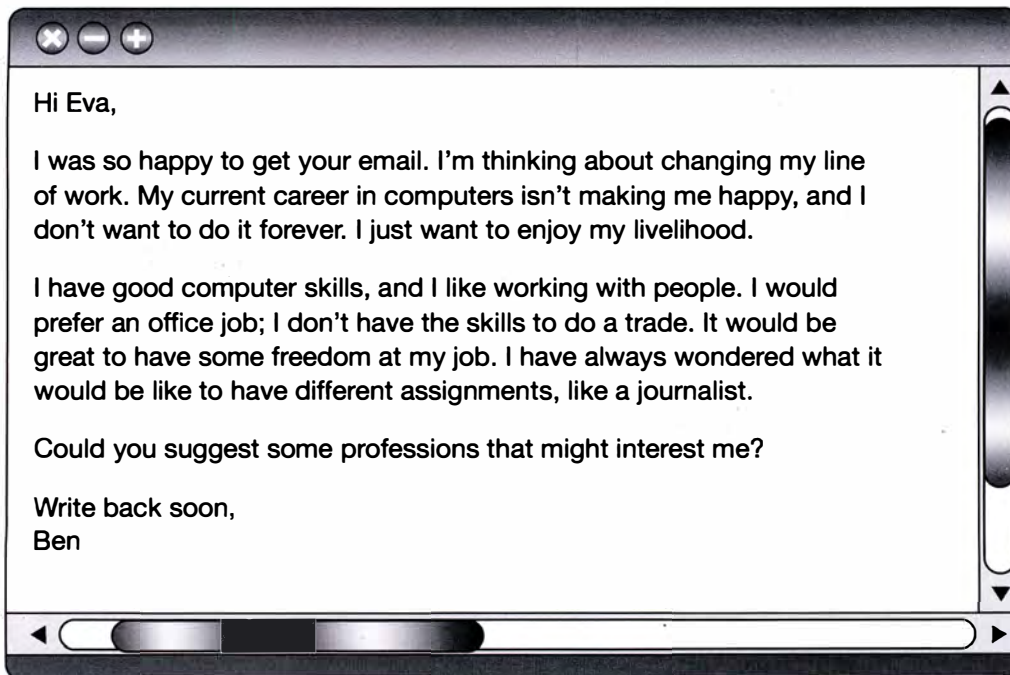 Hi Eva,
I was so happy to get your email. I'm thinking about changing my line
of work. My current career in computers isn't making me happy, and I
don't want to do it forever. I just want to enjoy my livelihood.
I have good computer skills, and I like working with people. I would
prefer an office job; I don't have the skills to do a trade. It would be
great to have some freedom at my job. I have always wondered what it
would be like to have different assignments, like a journalist.
Could you suggest some professions that might interest me?
Write back soon,
Ben